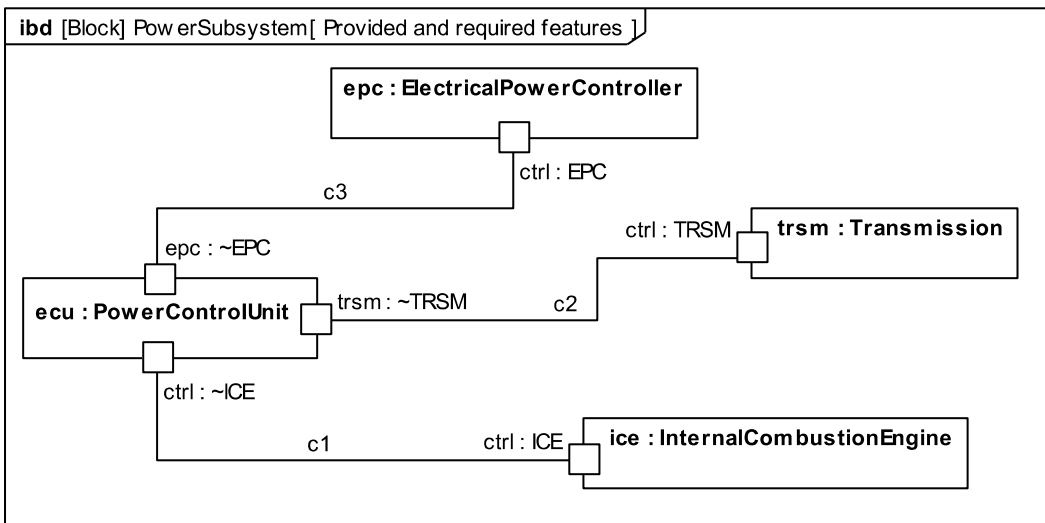 ibd [Block] PowerSubsystem[ Provided and required features ]
epc : ElectricalPowerController
ctrl : EPC
c3
ctrl : TRSM
trsm : Transmission
epc : ~EPC
ecu : PowerControlUnit
trsm : ~TRSM
c2
ctrl : ~ICE
c1
ctrl : ICE
ice : InternalCombustionEngine